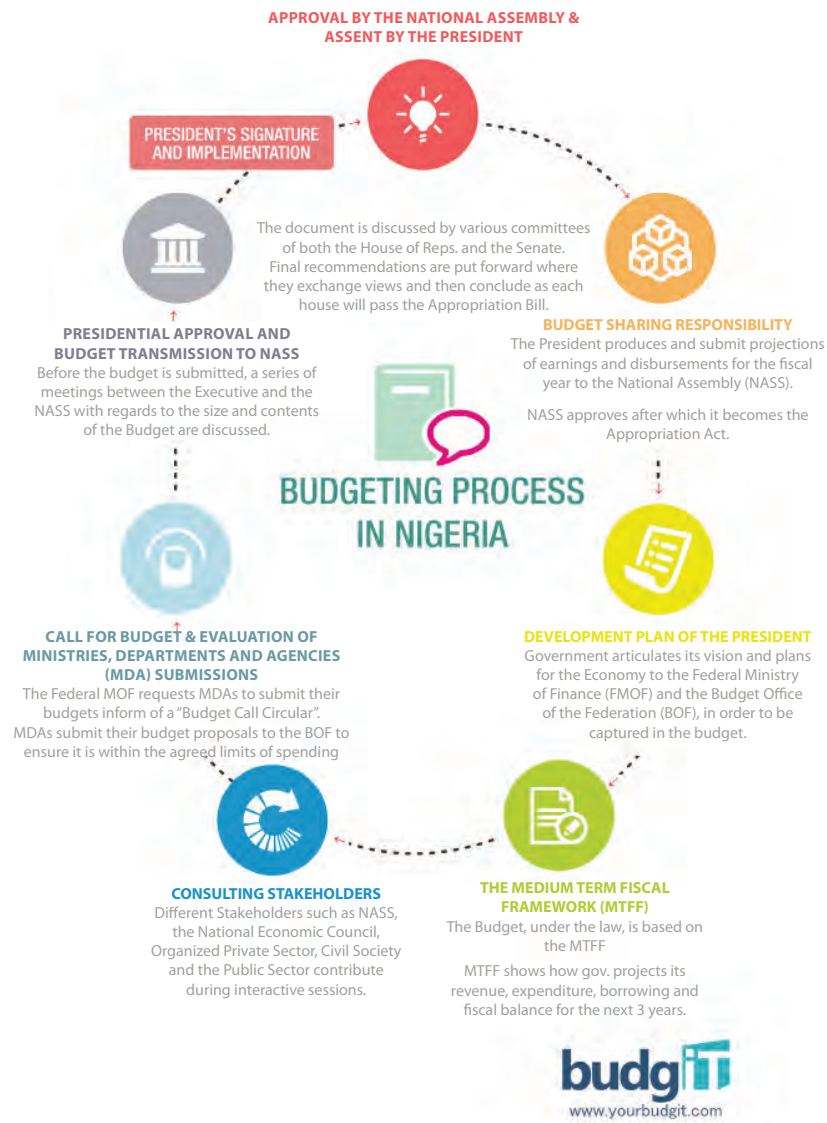 APPROVAL BY THE NATIONAL ASSEMBLY &
ASSENT BY THE PRESIDENT
PRESIDENT'S SIGNATURE
AND IMPLEMENTATION
The document is discussed by various committees
of both the House of Reps. and the Senate.
Final recommendations are put forward where
they exchange views and then conclude as each
house will pass the Appropriation Bill.
BUDGET SHARING RESPONSIBILITY
The President produces and submit projections
of earnings and disbursements for the fiscal
year to the National Assembly (NASS).
NASS approves after which it becomes the
Appropriation Act.
PRESIDENTIAL APPROVAL AND
BUDGET TRANSMISSION TO NASS
Before the budget is submitted, a series of
meetings between the Executive and the
NASS with regards to the size and contents
of the Budget are discussed.
BUDGETING PROCESS
IN NIGERIA
DEVELOPMENT PLAN OF THE PRESIDENT
Government articulates its vision and plans
for the Economy to the Federal Ministry
of Finance (FMOF) and the Budget Office
of the Federation (BOF), in order to be
captured in the budget.
CALL FOR BUDGET & EVALUATION OF
MINISTRIES, DEPARTMENTS AND AGENCIES
(MDA) SUBMISSIONS
The Federal MOF requests MDAs to submit their
budgets inform of a “Budget Call Circular”.
MDAs submit their budget proposals to the BOF to
ensure it is within the agreed limits of spending
THE MEDIUM TERM FISCAL
FRAMEWORK (MTFF)
The Budget, under the law, is based on
the MTFF
MTFF shows how gov. projects its
revenue, expenditure, borrowing and
fiscal balance for the next 3 years.
CONSULTING STAKEHOLDERS
Different Stakeholders such as NASS,
the National Economic Council,
Organized Private Sector, Civil Society
and the Public Sector contribute
during interactive sessions.
budgIT
www.yourbudgit.com